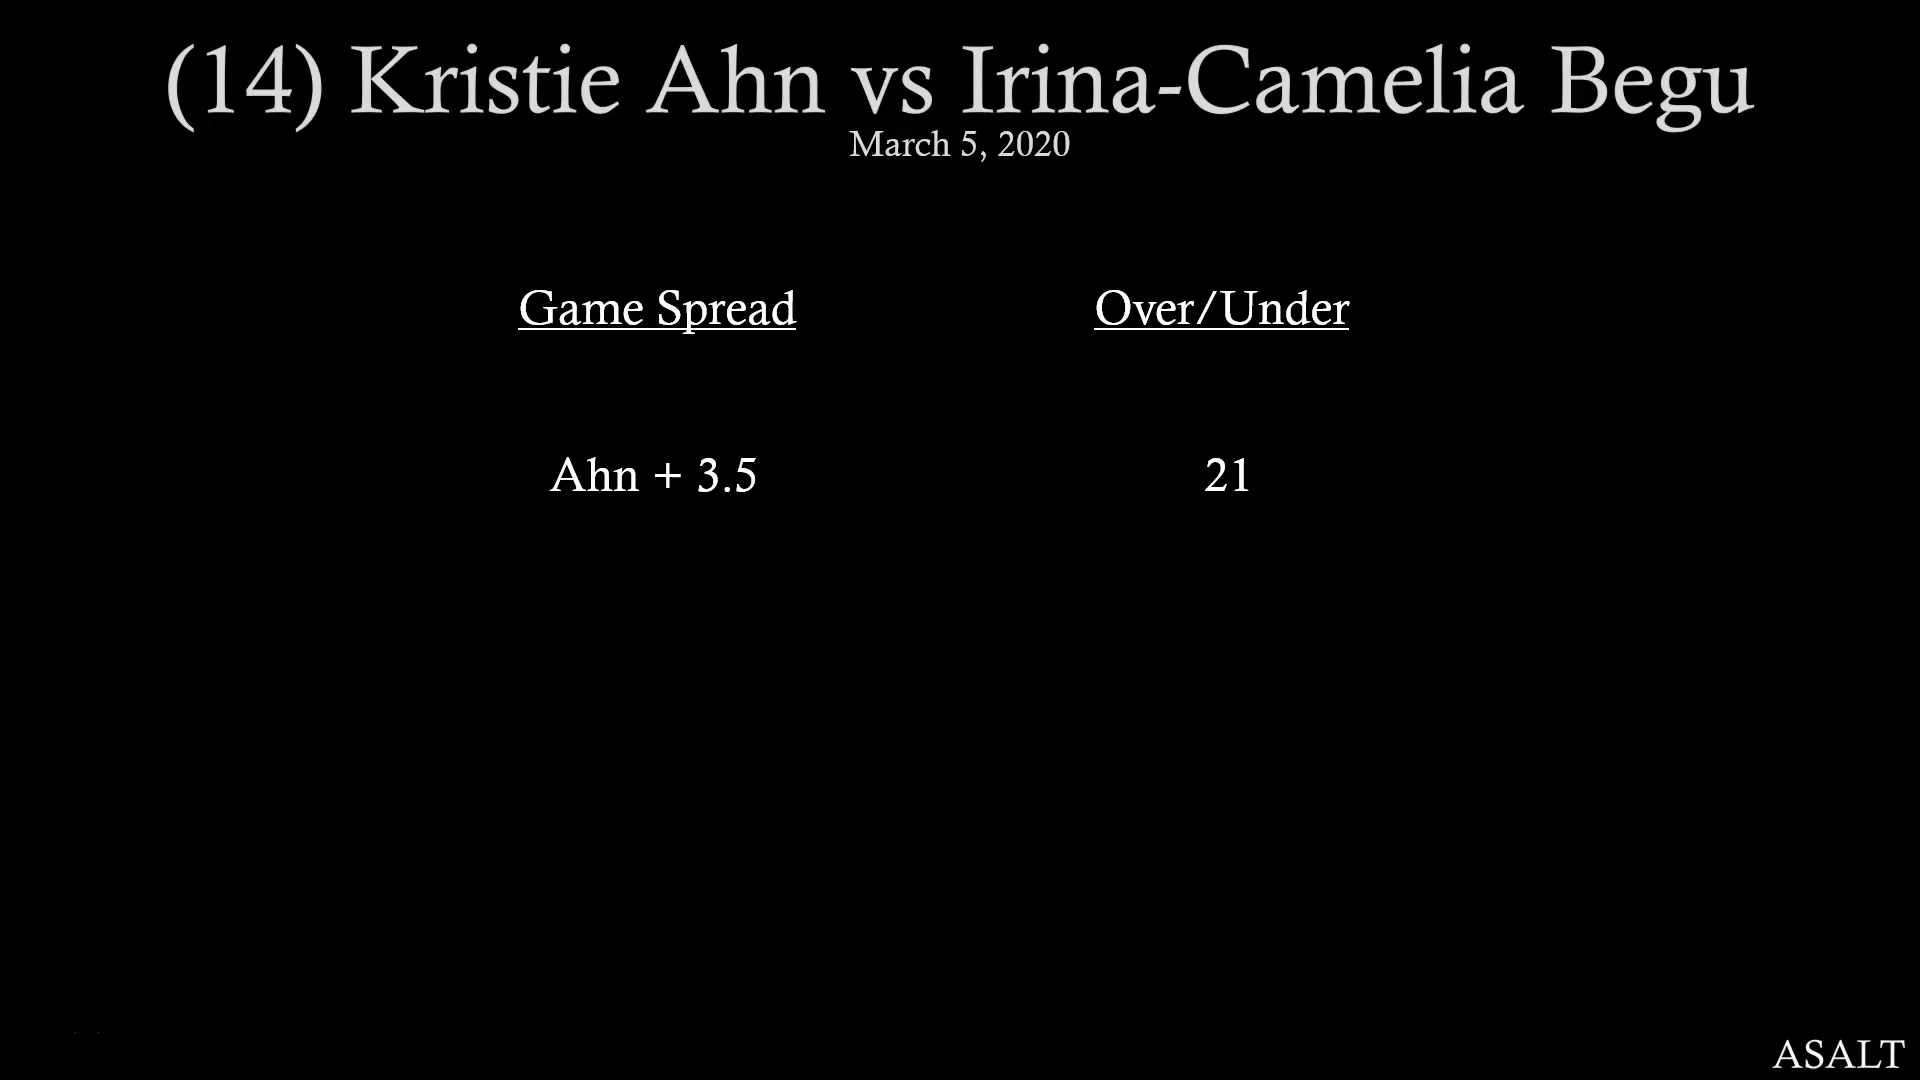 (14) Kristie Ahn vs Irina-Camelia Begu
March 5, 2020
Game Spread Over/Under
Ahn + 3.5 21
ASALT